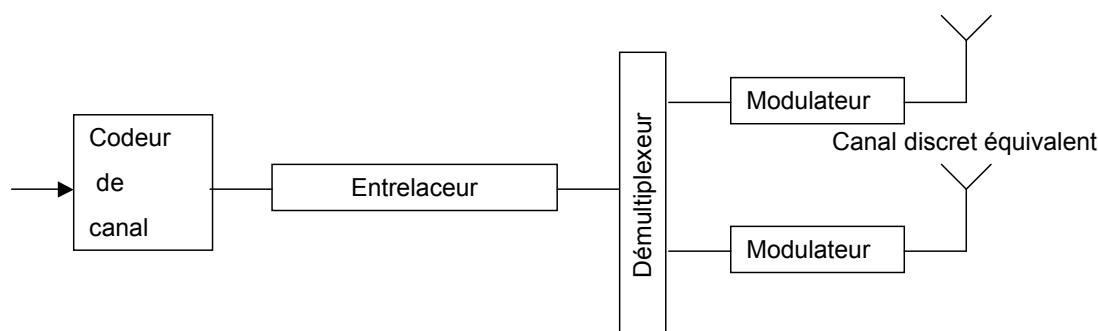 Codeur
de
canal
Entrelaceur
Démultiplexeur
Modulateur
Canal discret équivalent
Modulateur